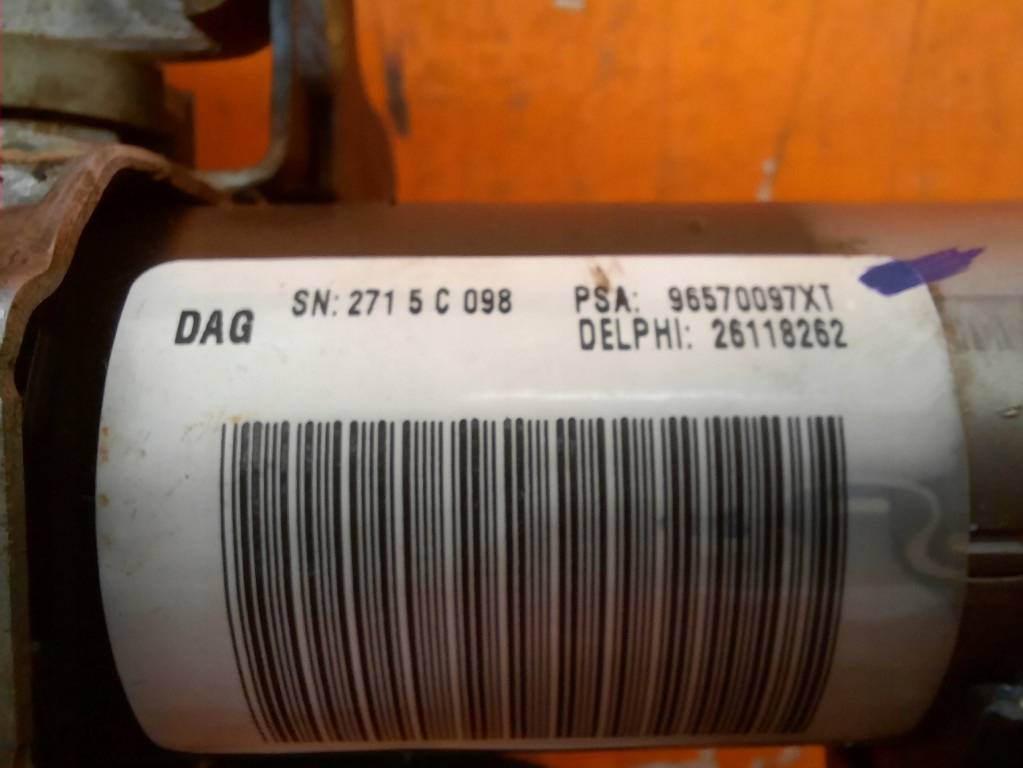 DAG
SN: 271 5 C 098
PSA: 96570097XT
DELPHI: 26118262